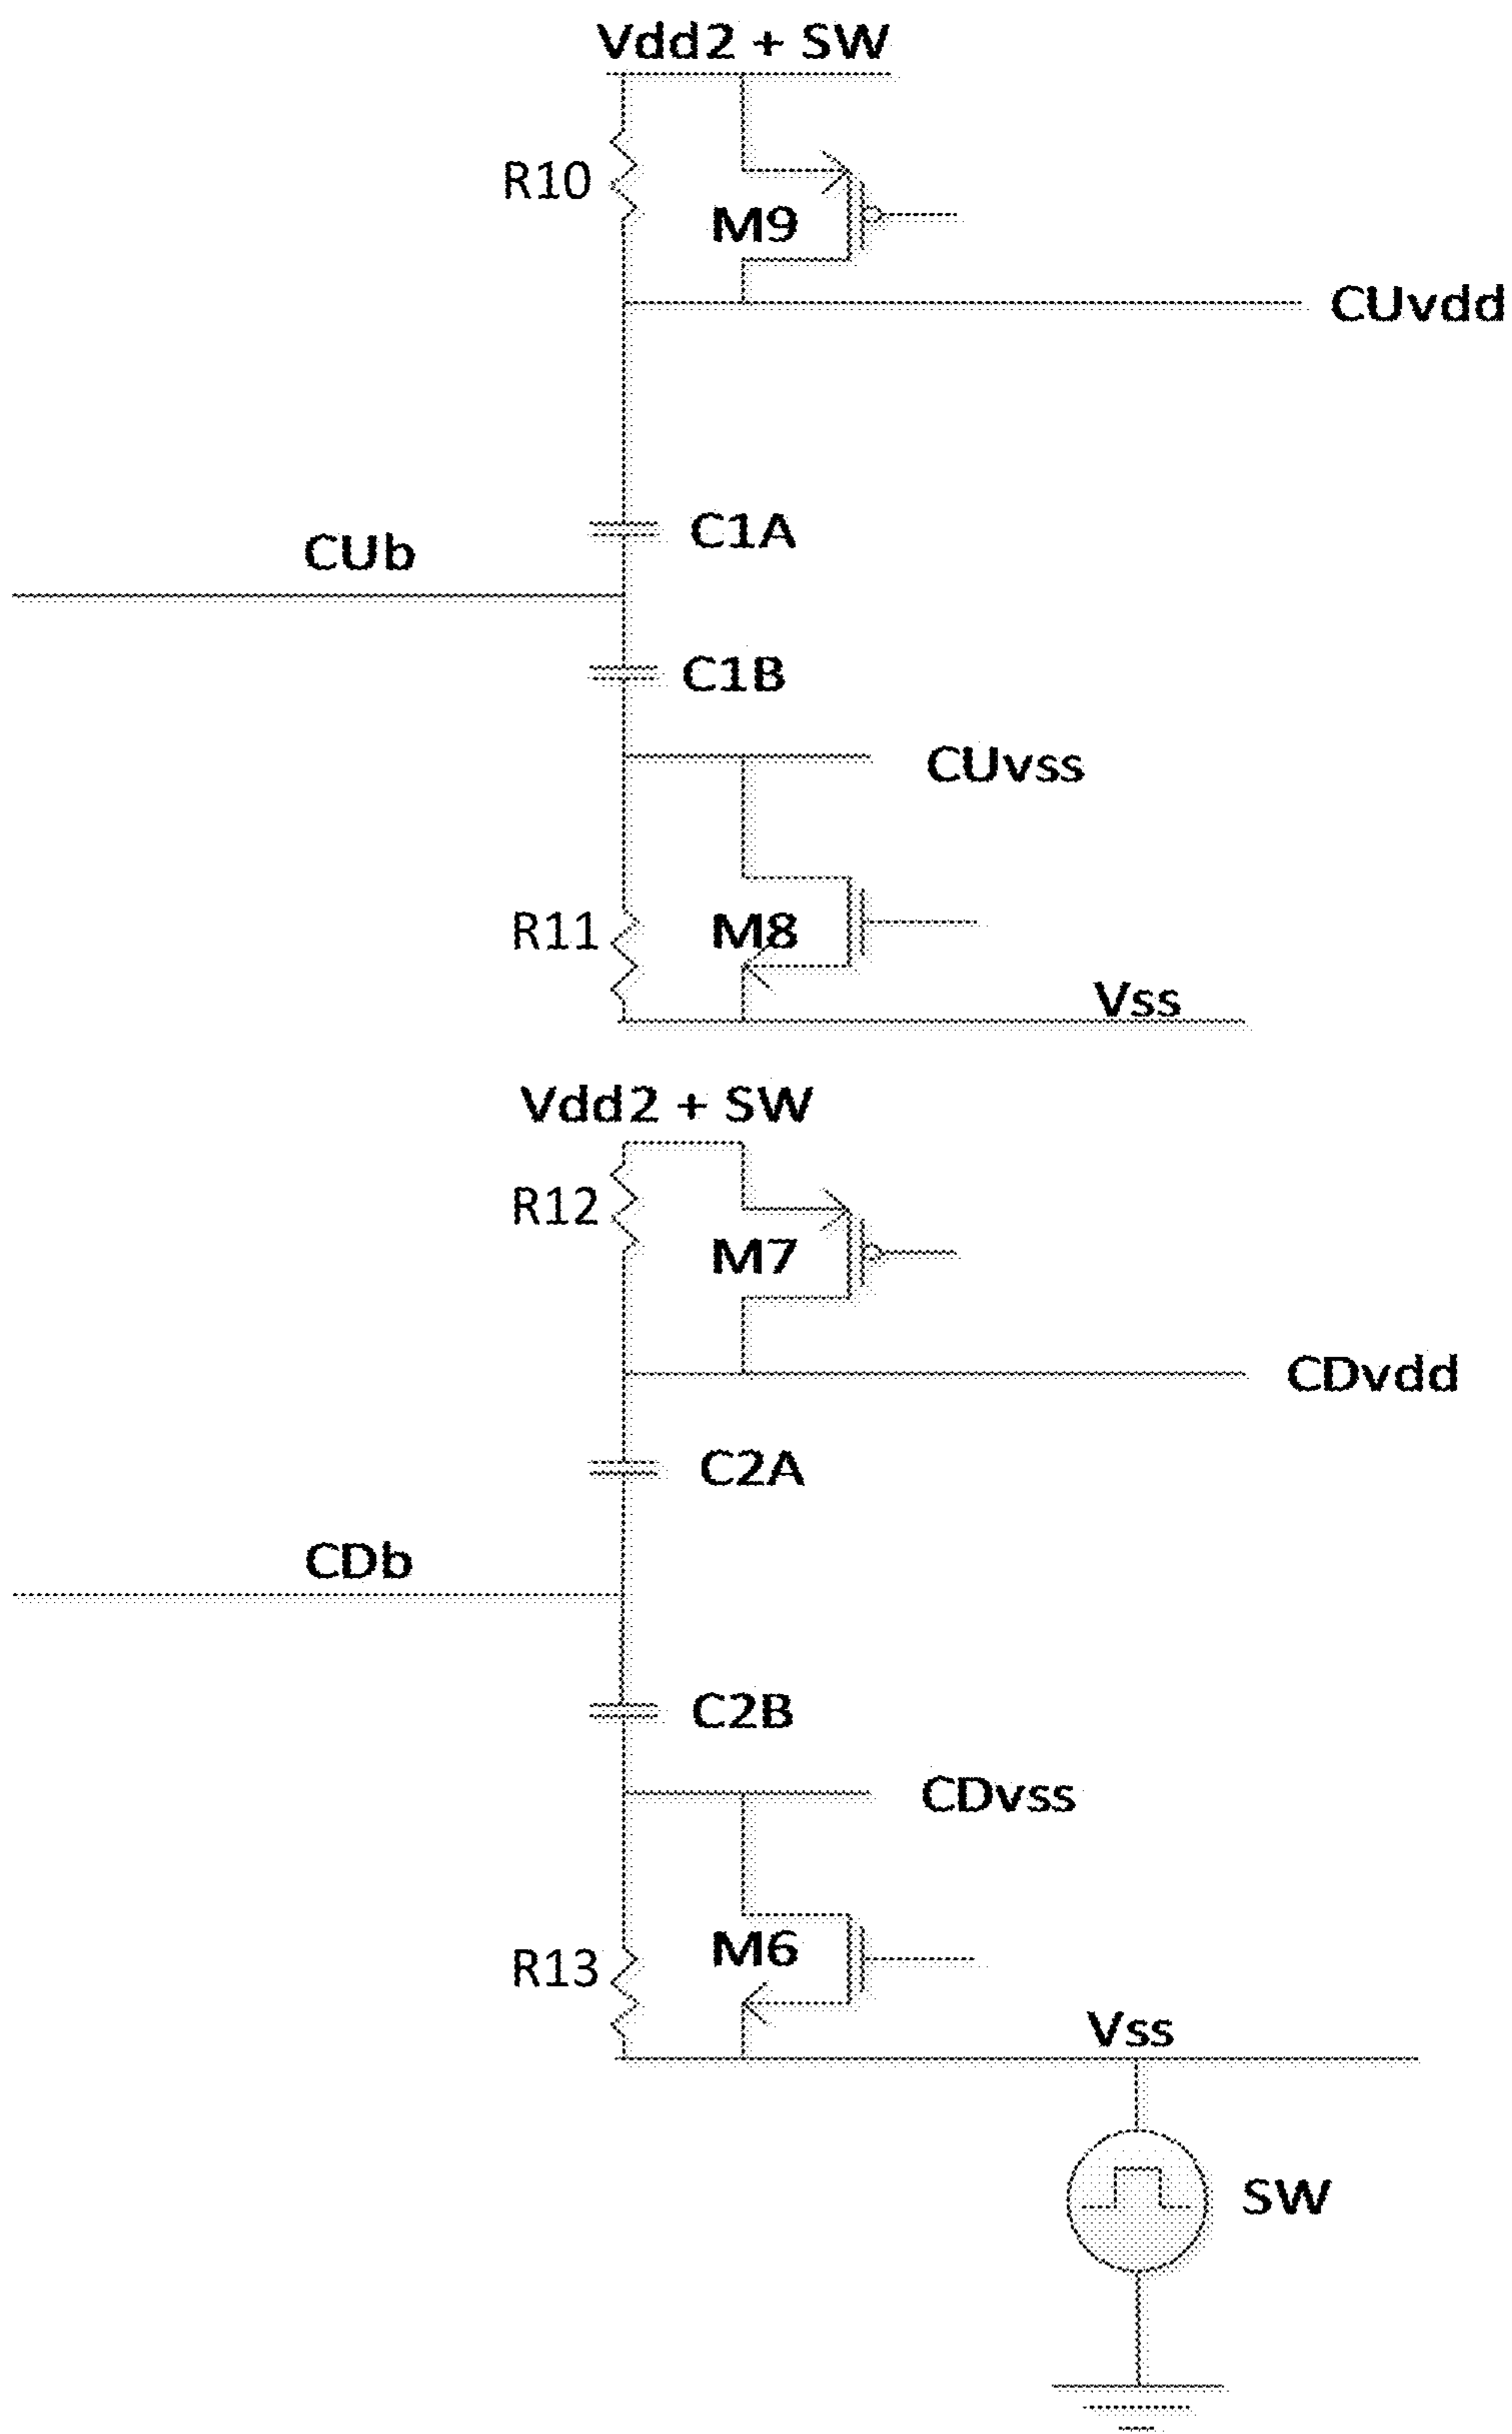 Vdd2 + SW
R10
M9
CUvdd
C1A
CUb
C1B
CUvss
R11
M8
Vss
Vdd2 + SW
R12
M7
CDvdd
C2A
CDb
C2B
CDvss
R13
M6
Vss
SW